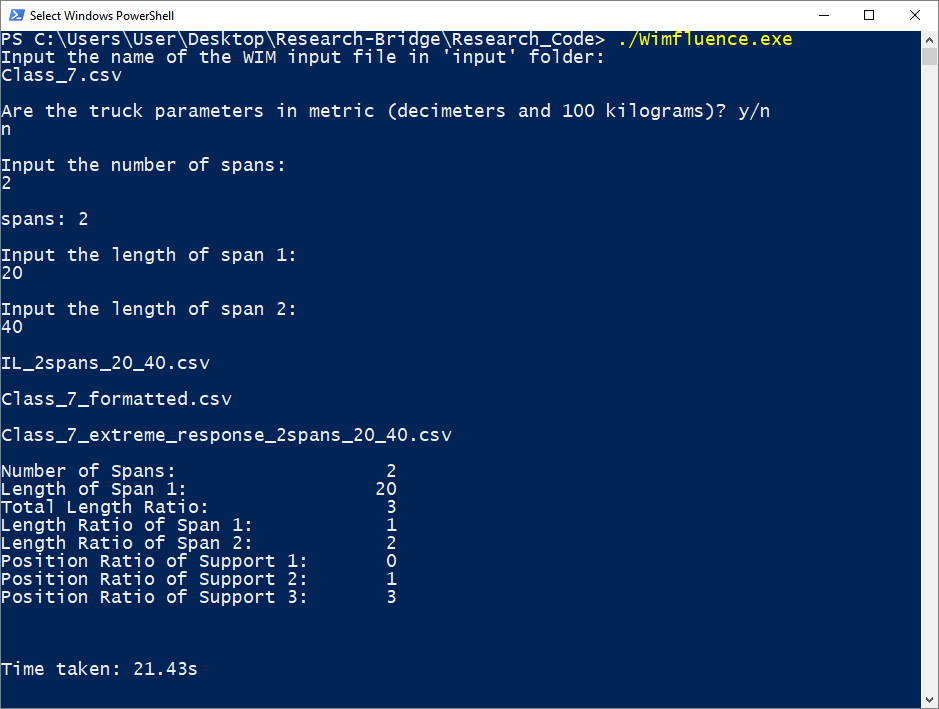 Select Windows PowerShell
PS C:\Users\User\Desktop\Research-Bridge\Research_Code> ./Wimfluence.exe
Input the name of the WIM input file in 'input' folder:
Class_7.csv
Are the truck parameters in metric (decimeters and 100 kilograms)? y/n
n
Input the number of spans:
2
spans: 2
Input the length of span 1:
20
Input the length of span 2:
40
IL_2spans_20_40.csv
Class_7_formatted.csv
Class_7_extreme_response_2spans_20_40.csv
Number of Spans: 2
Length of Span 1: 20
Total Length Ratio: 3
Length Ratio of Span 1: 1
Length Ratio of Span 2: 2
Position Ratio of Support 1: 0
Position Ratio of Support 2: 1
Position Ratio of Support 3: 3
Time taken: 21.43s